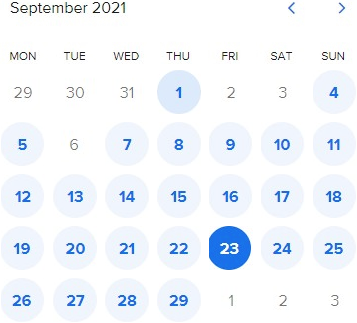 September 2021
MON TUE WED THU FRI SAT SUN
29 30 31 1 2 3 4
5 6 7 8 9 10 11
12 13 14 15 16 17 18
19 20 21 22 23 24 25
26 27 28 29 1 2 3